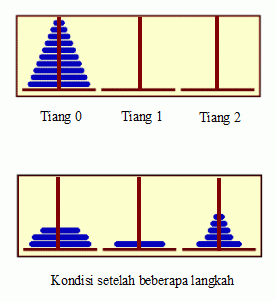 Tiang 0 Tiang 1 Tiang 2
Kondisi setelah beberapa langkah